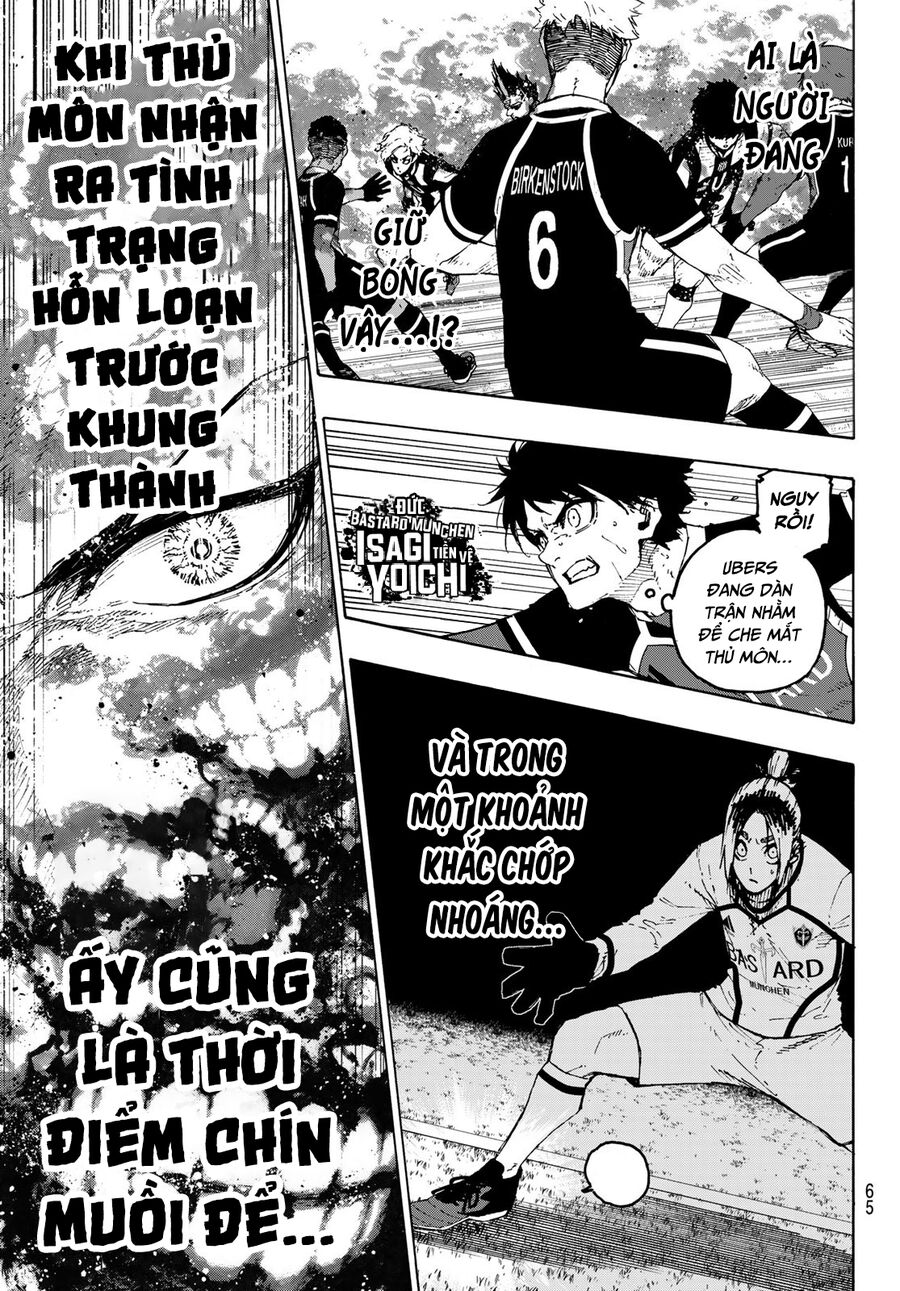 AI LÀ
NGƯỜI
ĐANG
GIỮ
BÓNG
VẬY...!?
BIRKENSTOCK
6
KUR
1
NGUY
RỒI!
UBERS
ĐANG DÀN
TRẬN NHẰM
ĐỂ CHE MẮT
THỦ MÔN...
ĐỨC
BASTARD MUNCHEN
ISAGI
TIỀN VỆ
YOICHI
ARD
VÀ TRONG
MỘT KHOẢNH
KHẮC CHỚP
NHOÁNG...
BASTARD
MUNCHEN
KHI THỦ
MÔN NHẬN
RA TÌNH
TRẠNG
HỖN LOẠN
TRƯỚC
KHUNG
THÀNH
ẤY CŨNG
LÀ THỜI
ĐIỂM CHÍN
MUỒI ĐỂ...
65